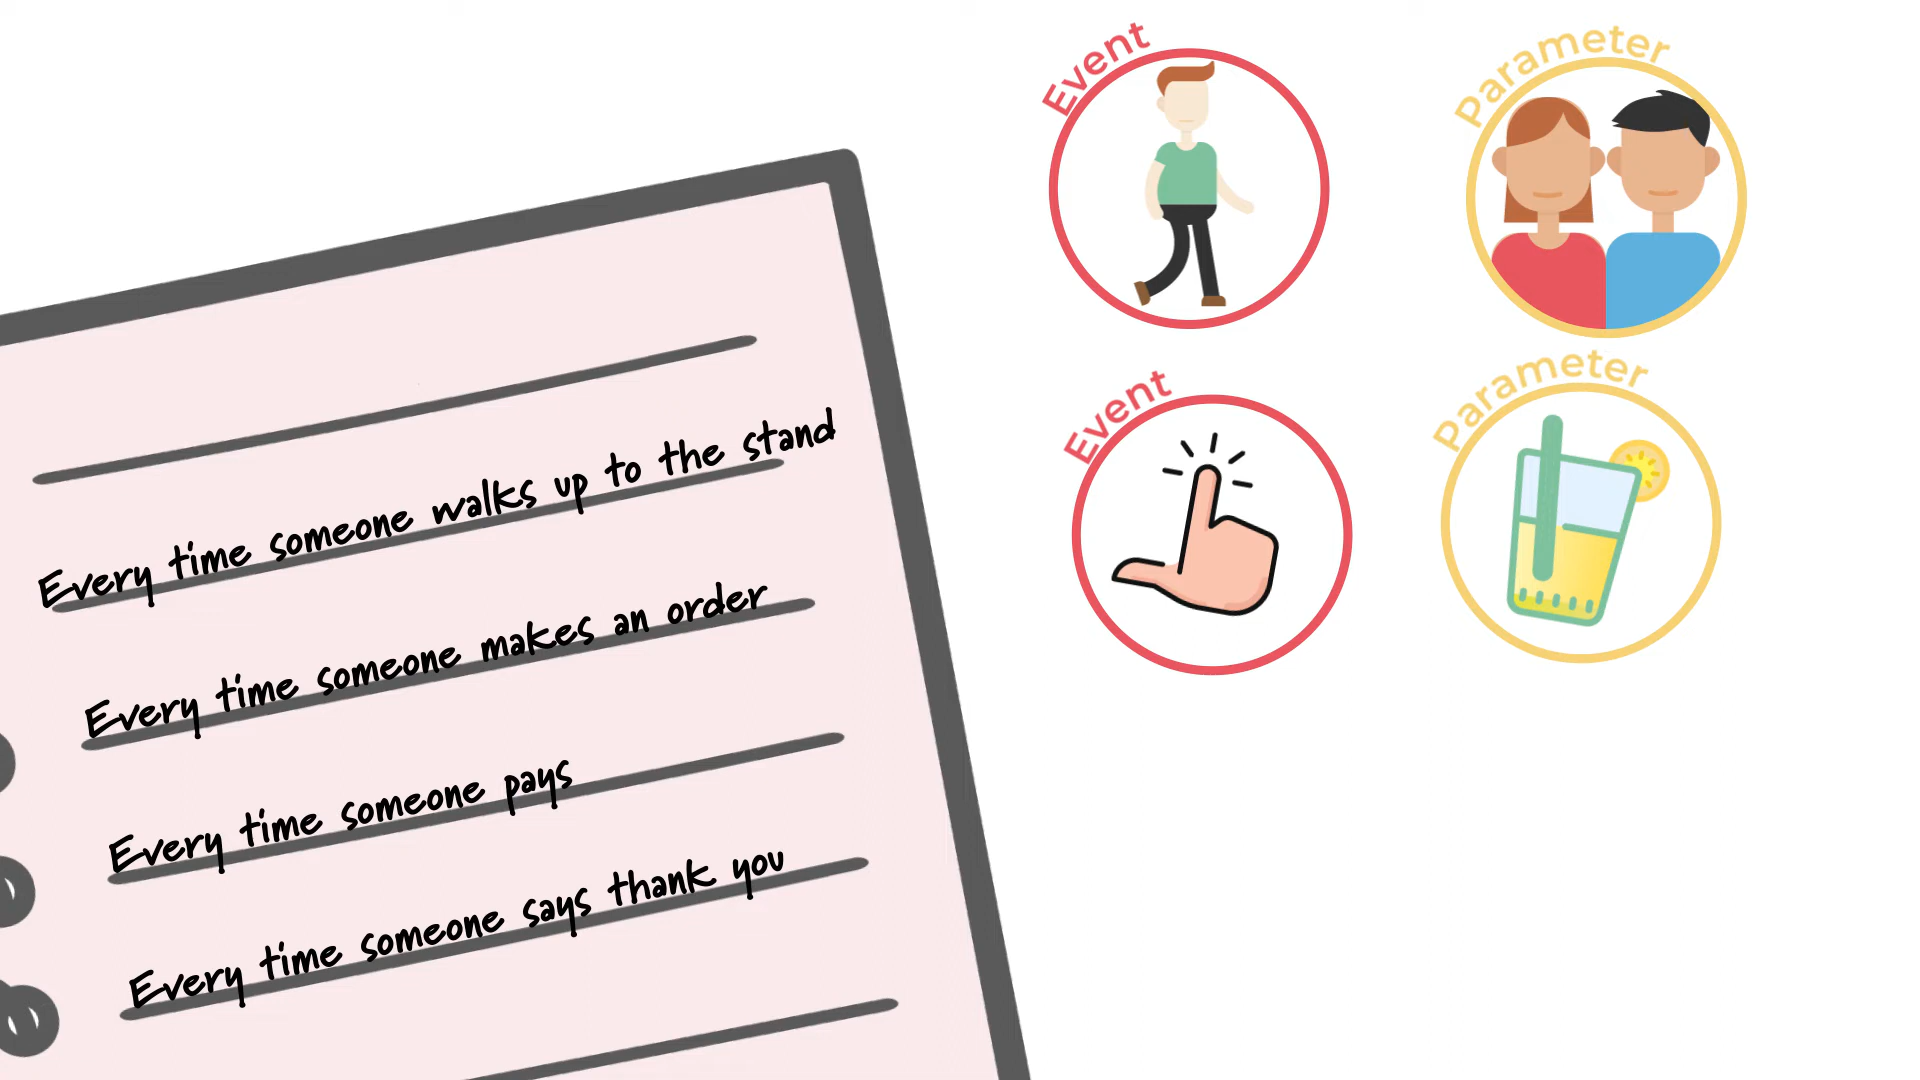 Every time someone walks up to the stand
Every time someone makes an order
Every time someone pays
Every time someone says thank you
Event
Parameter
Event
Parameter